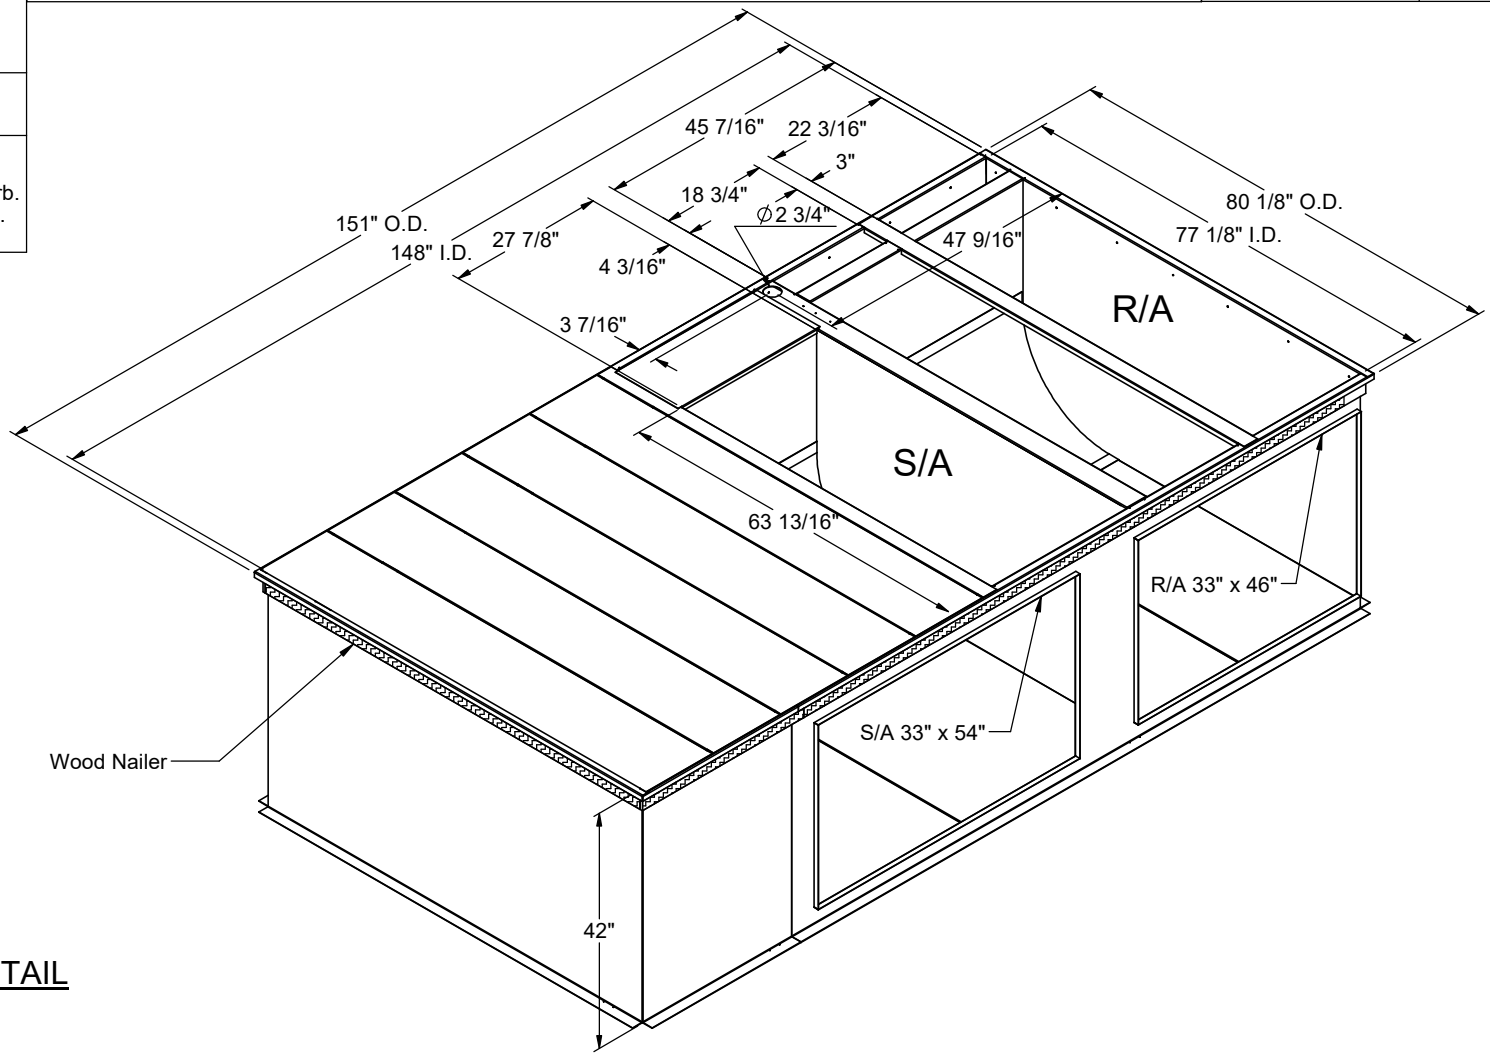 rb.
.
151" O.D.
148" I.D.
45 7/16"
22 3/16"
3"
18 3/4"
∅2 3/4"
27 7/8"
4 3/16"
47 9/16"
3 7/16"
80 1/8" O.D.
77 1/8" I.D.
R/A
S/A
63 13/16"
R/A 33" x 46"
S/A 33" x 54"
Wood Nailer
42"
TAIL